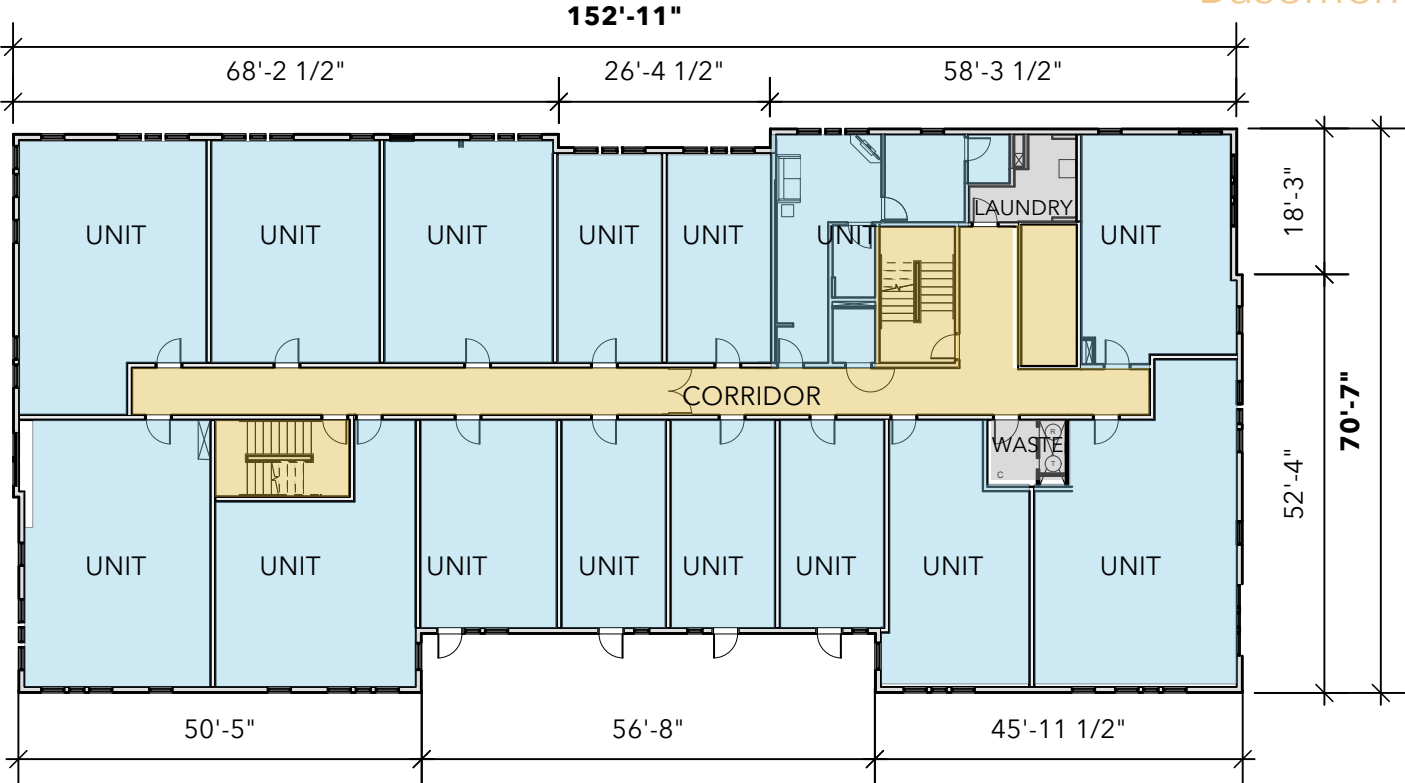 152'-11"
68'-2 1/2"
26'-4 1/2"
58'-3 1/2"
18'-3"
LAUNDRY
UNIT
UNIT
UNIT
UNIT
UNIT
UNIT
UNIT
CORRIDOR
70'-7"
R
WASTE
T
C
52'-4"
UNIT
UNIT
UNIT
UNIT
UNIT
UNIT
UNIT
UNIT
50'-5"
56'-8"
45'-11 1/2"